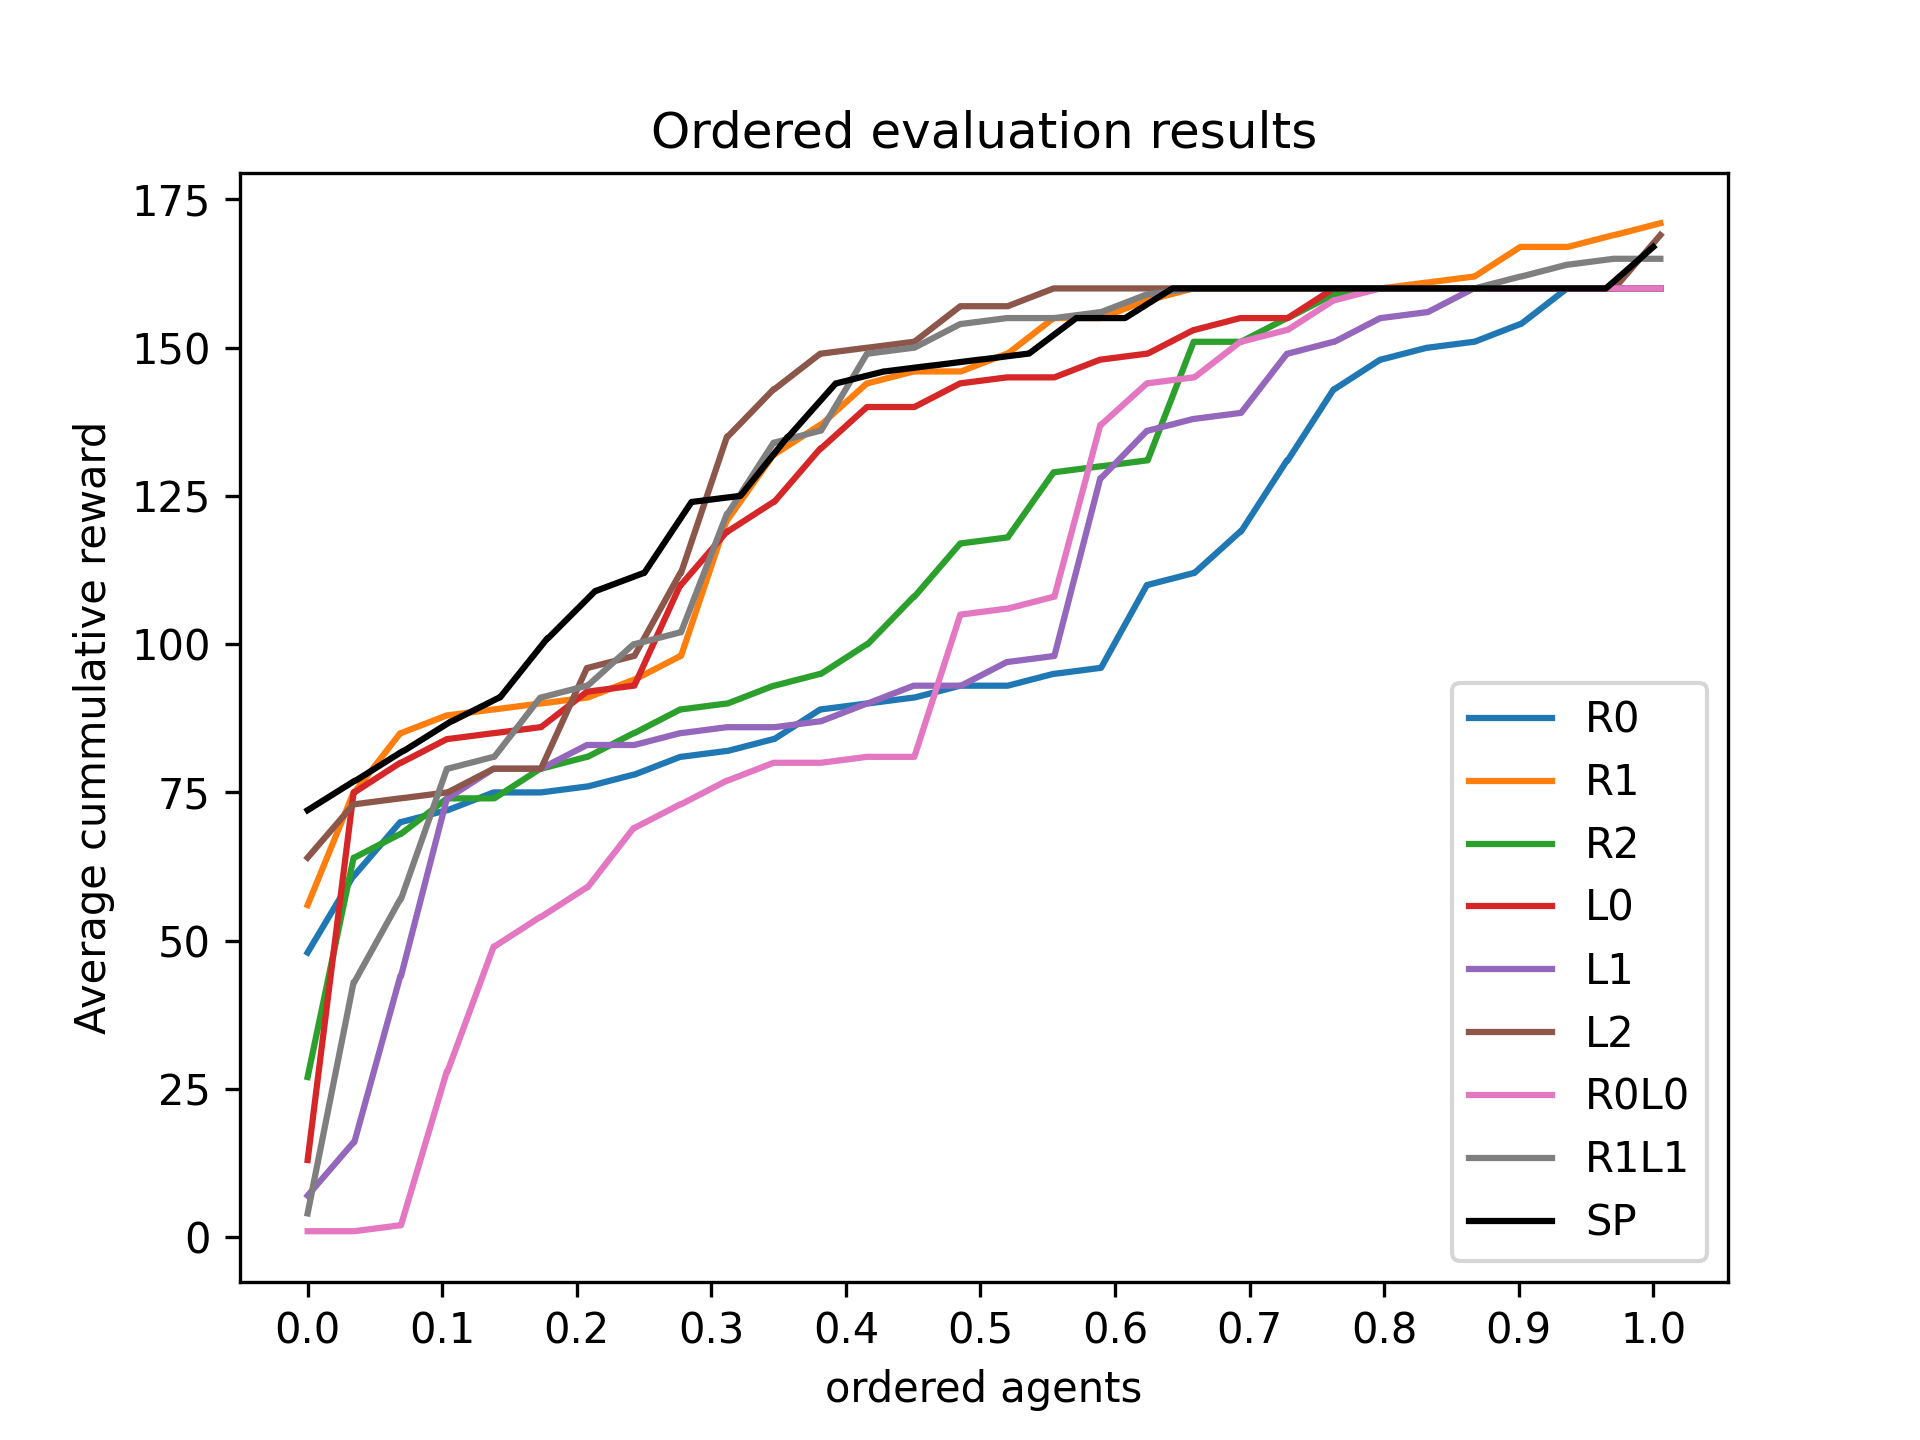 Ordered evaluation results
175
150
125
100
75
50
25
0
Average cummulative reward
0.0 0.1 0.2 0.3 0.4 0.5 0.6 0.7 0.8 0.9 1.0
ordered agents
R0
R1
R2
L0
L1
L2
R0L0
R1L1
SP